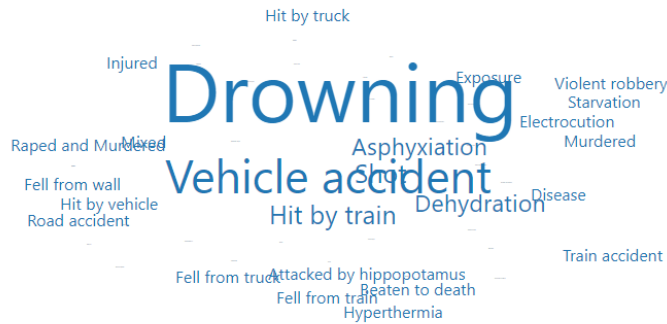 Hit by truck
Injured
Drowning
Exposure
Violent robbery
Starvation
Electrocution
Murdered
Mixed
Raped and Murdered
Asphyxiation
Shot
Vehicle accident
Fell from wall
Disease
Hit by vehicle
Dehydration
Hit by train
Road accident
Train accident
Fell from truck
Attacked by hippopotamus
Beaten to death
Fell from train
Hyperthermia